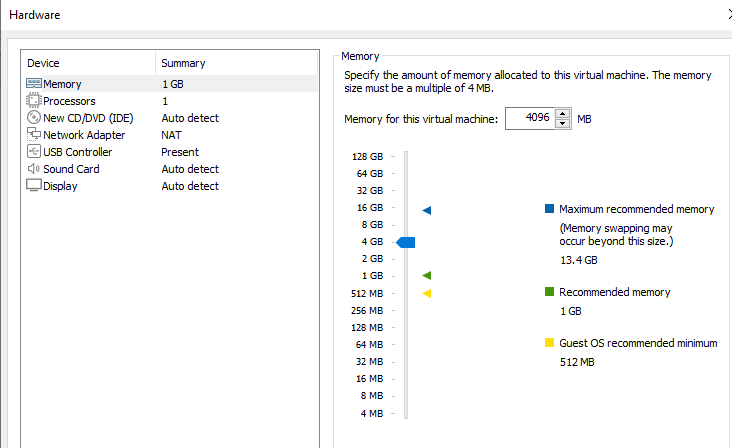 Hardware
Device Summary
Memory 1 GB
Processors 1
New CD/DVD (IDE) Auto detect
Network Adapter NAT
USB Controller Present
Sound Card Auto detect
Display Auto detect
Memory
Specify the amount of memory allocated to this virtual machine. The memory
size must be a multiple of 4 MB.
Memory for this virtual machine: 4096 MB
128 GB
64 GB
32 GB
16 GB
8 GB
4 GB
2 GB
1 GB
512 MB
256 MB
128 MB
64 MB
32 MB
16 MB
8 MB
4 MB
Maximum recommended memory
(Memory swapping may
occur beyond this size.)
13.4 GB
Recommended memory
1 GB
Guest OS recommended minimum
512 MB